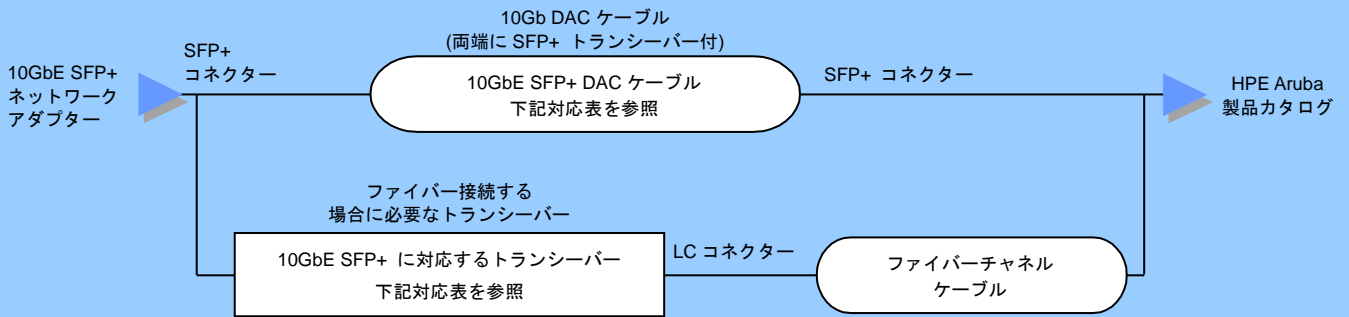 10Gb DAC ケーブル
(両端に SFP+ トランシーバー付)
10GbE SFP+
ネットワーク
アダプター
SFP+
コネクター
10GbE SFP+ DAC ケーブル
下記対応表を参照
SFP+ コネクター
HPE Aruba
製品カタログ
ファイバー接続する
場合に必要なトランシーバー
10GbE SFP+ に対応するトランシーバー
下記対応表を参照
LC コネクター
ファイバーチャネル
ケーブル